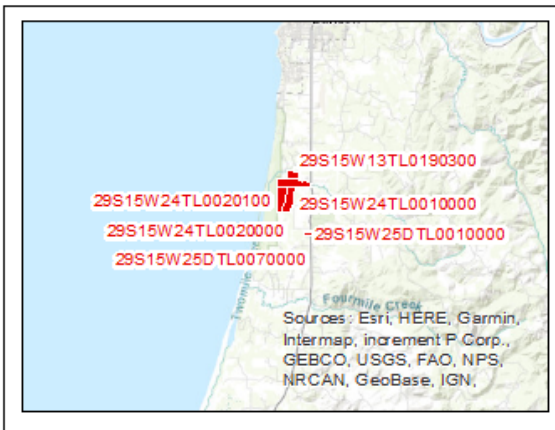 29S15W13TL0190300
29S15W24TL0020100
29S15W24TL0010000
29S15W24TL0020000
29S15W25DTL0010000
29S15W25DTL0070000
Fourmile Creek
Sources: Esri, HERE, Garmin,
Intermap, increment P Corp.,
GEBCO, USGS, FAO, NPS,
NRCAN, GeoBase, IGN,